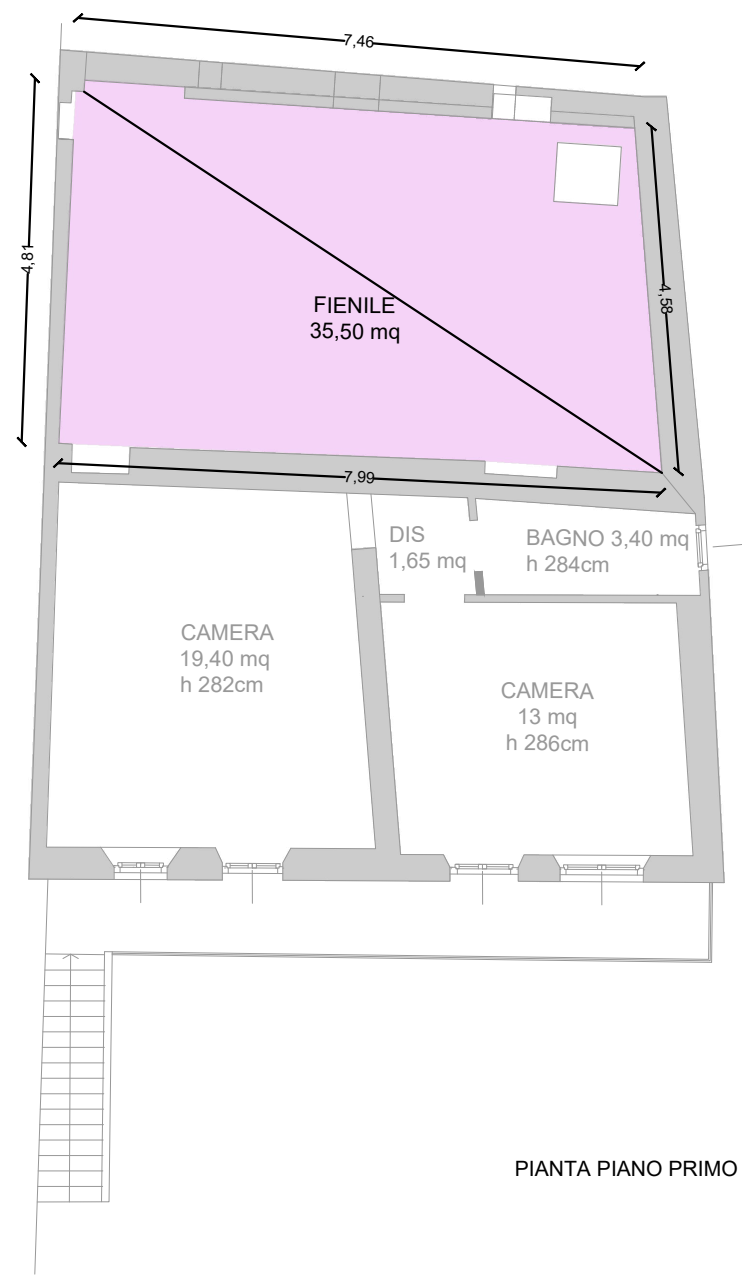 7,46
4,81
4,58
FIENILE
35,50 mq
7,99
DIS
1,65 mq
BAGNO 3,40 mq
h 284cm
CAMERA
19,40 mq
h 282cm
CAMERA
13 mq
h 286cm
PIANTA PIANO PRIMO